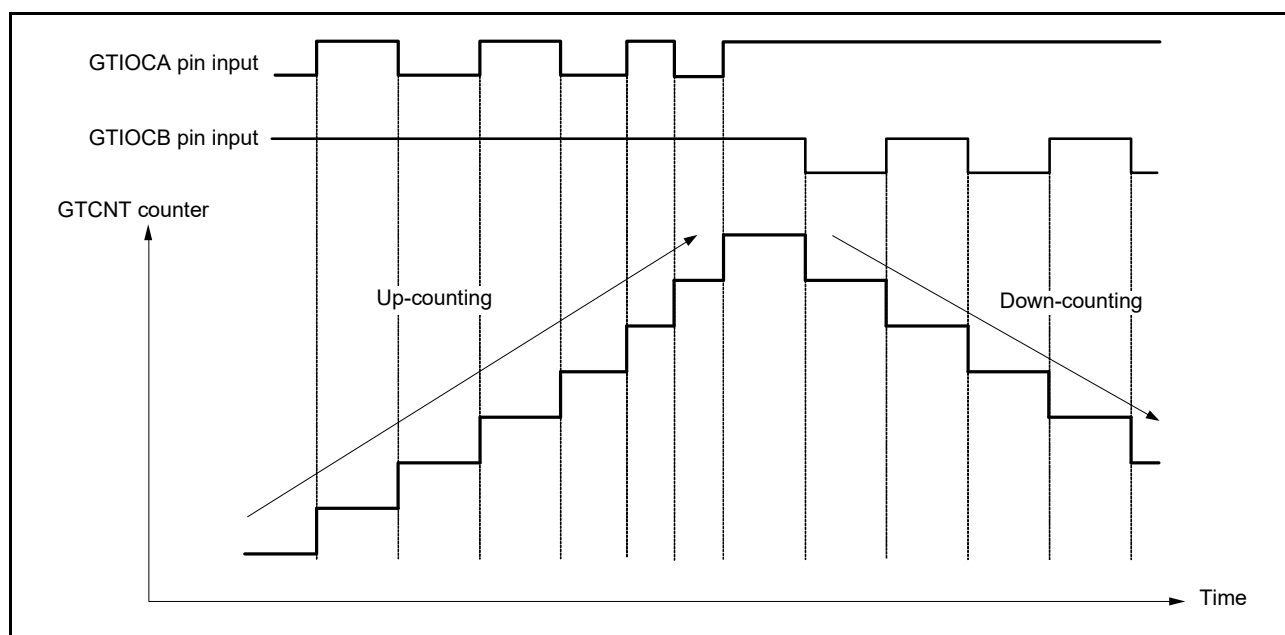 GTIOCA pin input
GTIOCB pin input
GTCNT counter
Up-counting
Down-counting
Time